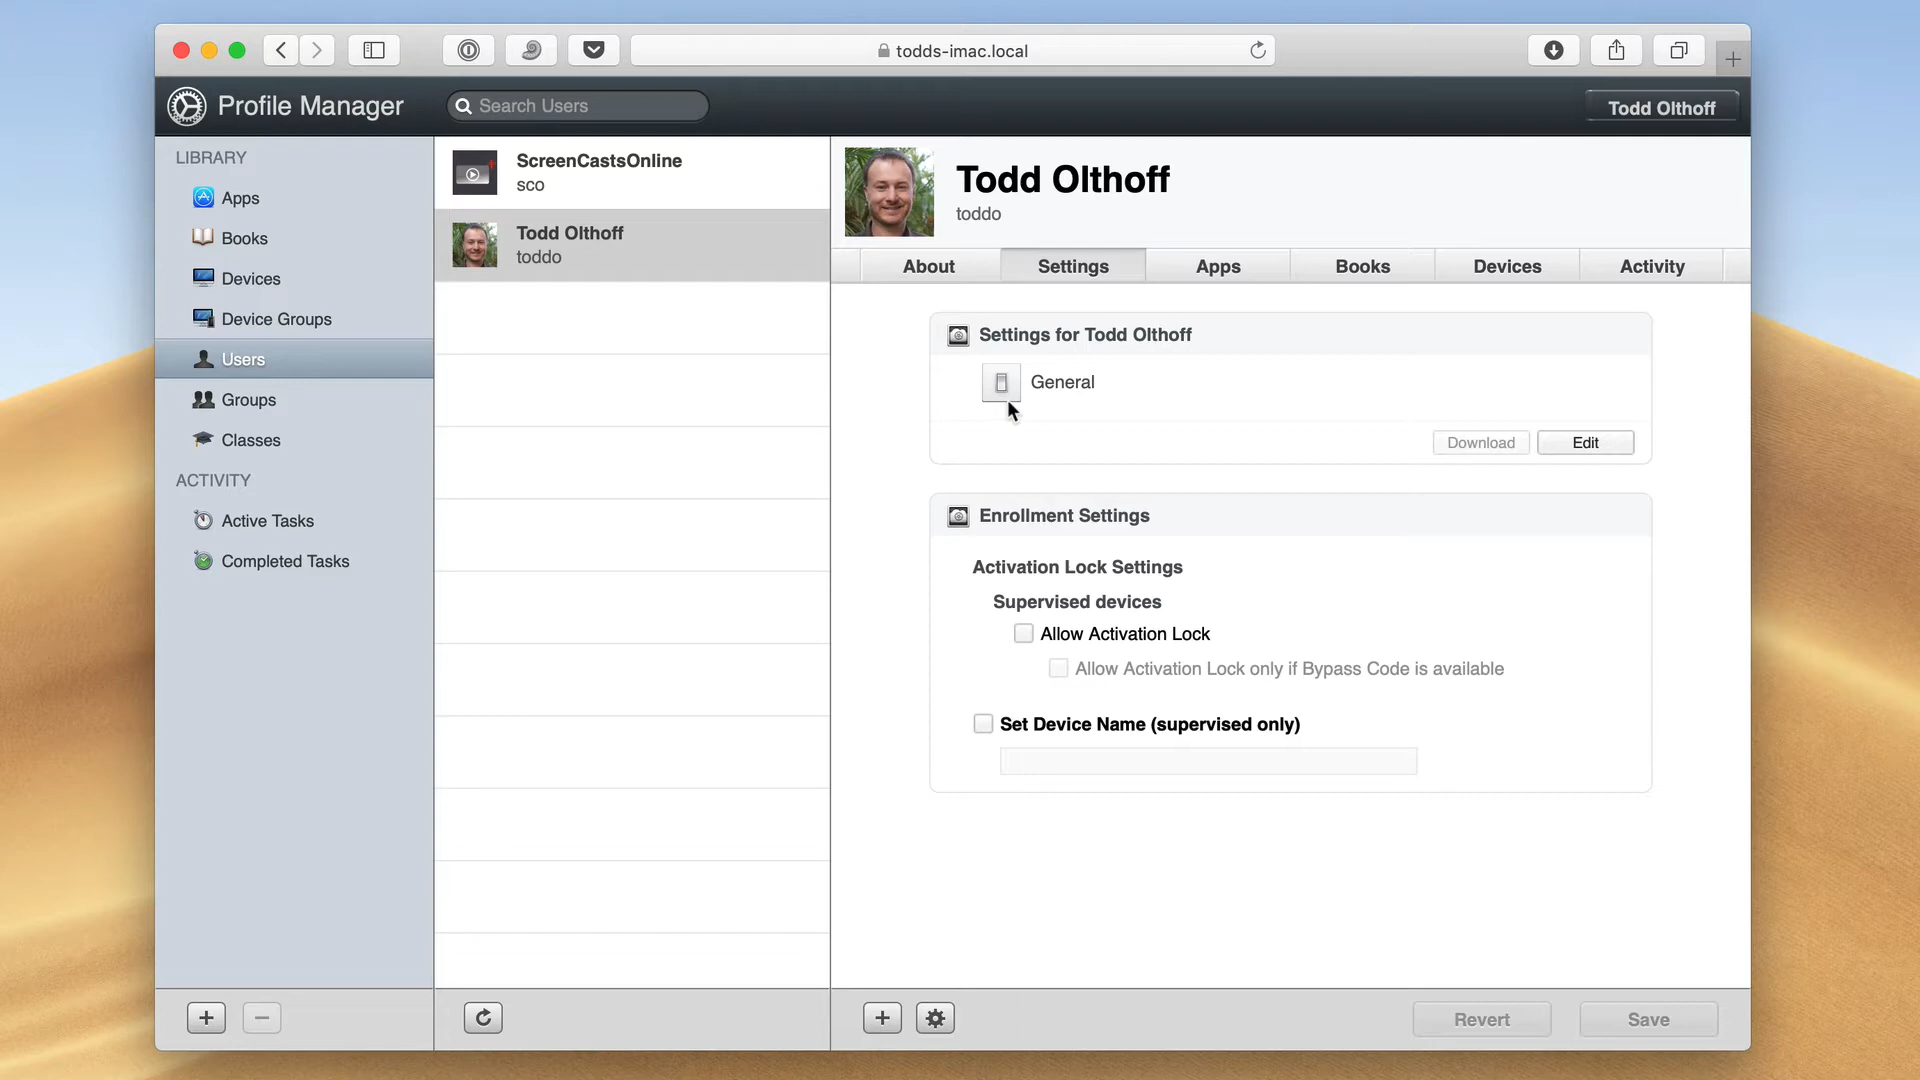 todds-imac.local
Profile Manager
Search Users
Todd Olthoff
LIBRARY
Apps
Books
Devices
Device Groups
Users
Groups
Classes
ACTIVITY
Active Tasks
Completed Tasks
ScreenCastsOnline
sco
Todd Olthoff
toddo
Todd Olthoff
toddo
About Settings Apps Books Devices Activity
Settings for Todd Olthoff
General
Download Edit
Enrollment Settings
Activation Lock Settings
Supervised devices
Allow Activation Lock
Allow Activation Lock only if Bypass Code is available
Set Device Name (supervised only)
Revert Save